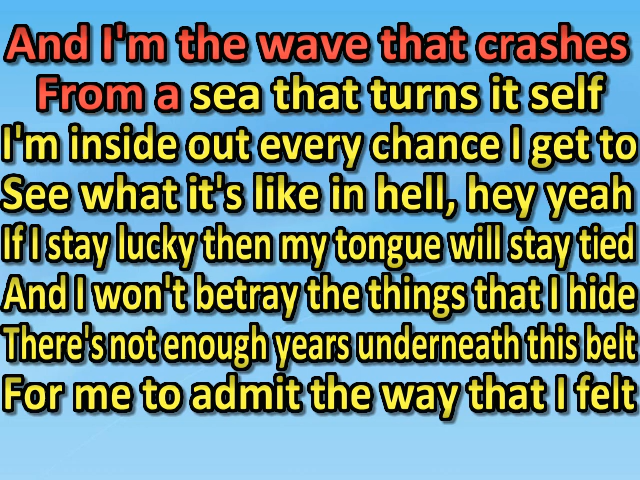 And I'm the wave that crashes
From a sea that turns it self
I'm inside out every chance I get to
See what it's like in hell, hey yeah
If I stay lucky then my tongue will stay tied
And I won't betray the things that I hide
There's not enough years underneath this belt
For me to admit the way that I felt